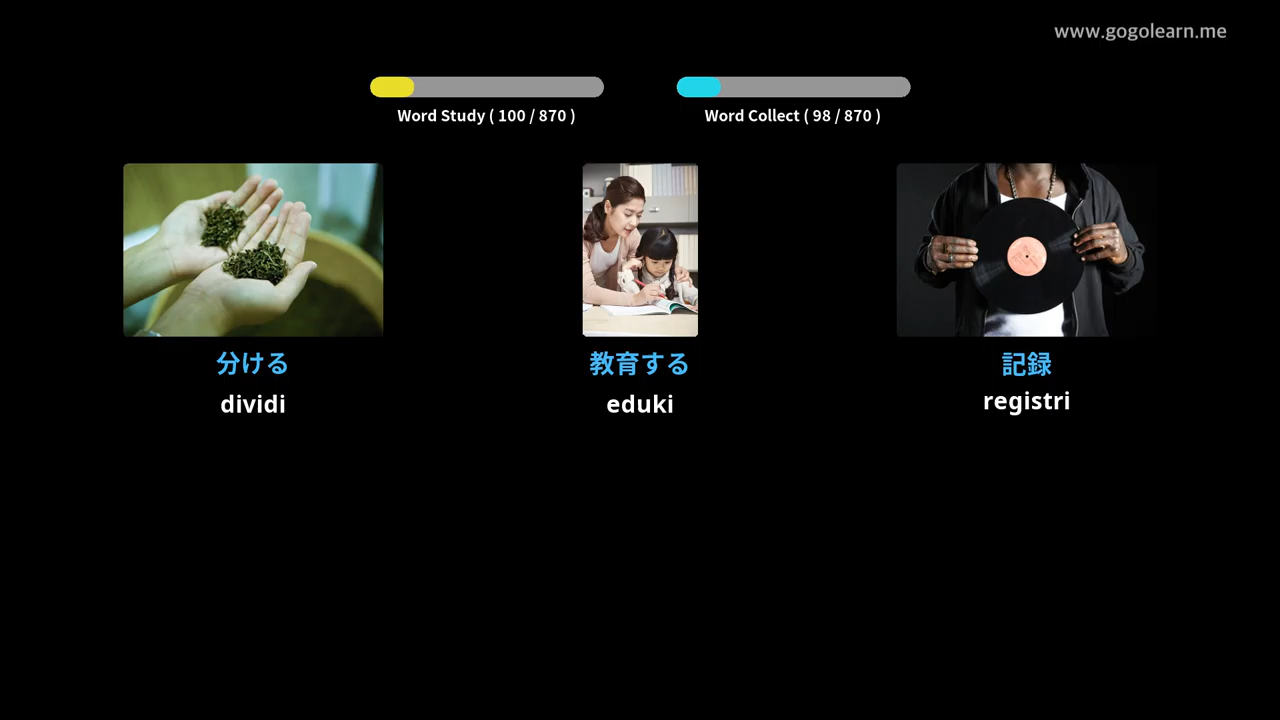 www.gogolearn.me
Word Study ( 100 / 870 )
Word Collect ( 98 / 870 )
分ける
教育する
記録
dividi
eduki
registri